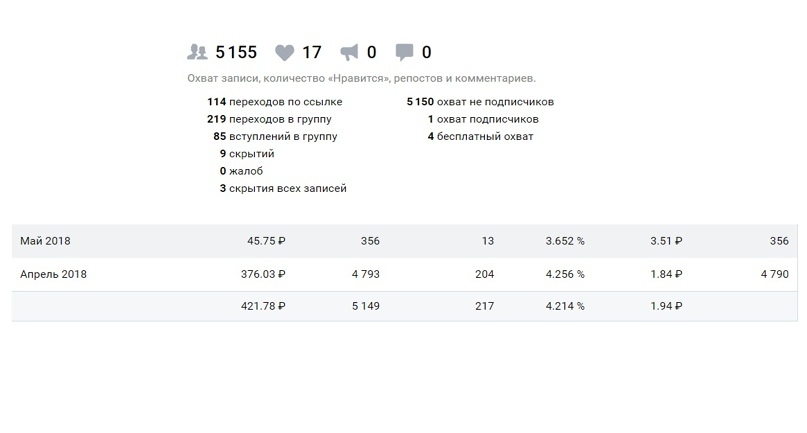 5 155 17 0 0
Охват записи, количество «Нравится», репостов и комментариев.
114 переходов по ссылке 5 150 охват не подписчиков
219 переходов в группу 1 охват подписчиков
85 вступлений в группу 4 бесплатный охват
9 скрытий
0 жалоб
3 скрытия всех записей
Май 2018 45.75 ₽ 356 13 3.652 % 3.51 ₽ 356
Апрель 2018 376.03 ₽ 4 793 204 4.256 % 1.84 ₽ 4 790
421.78 ₽ 5 149 217 4.214 % 1.94 ₽